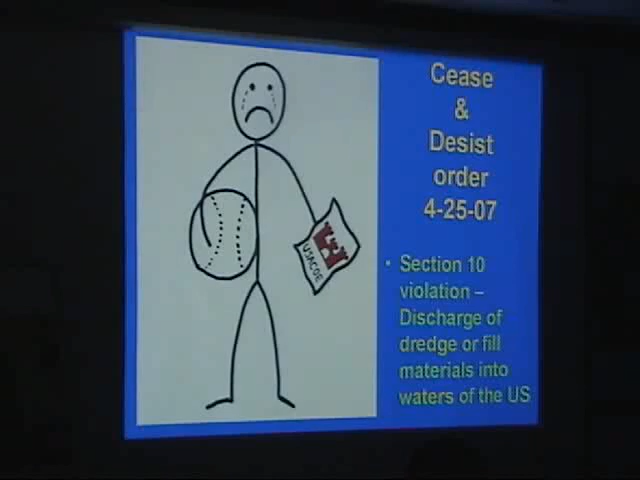 Cease
&
Desist
order
4-25-07
• Section 10
violation –
Discharge of
dredge or fill
materials into
waters of the US
USACOE